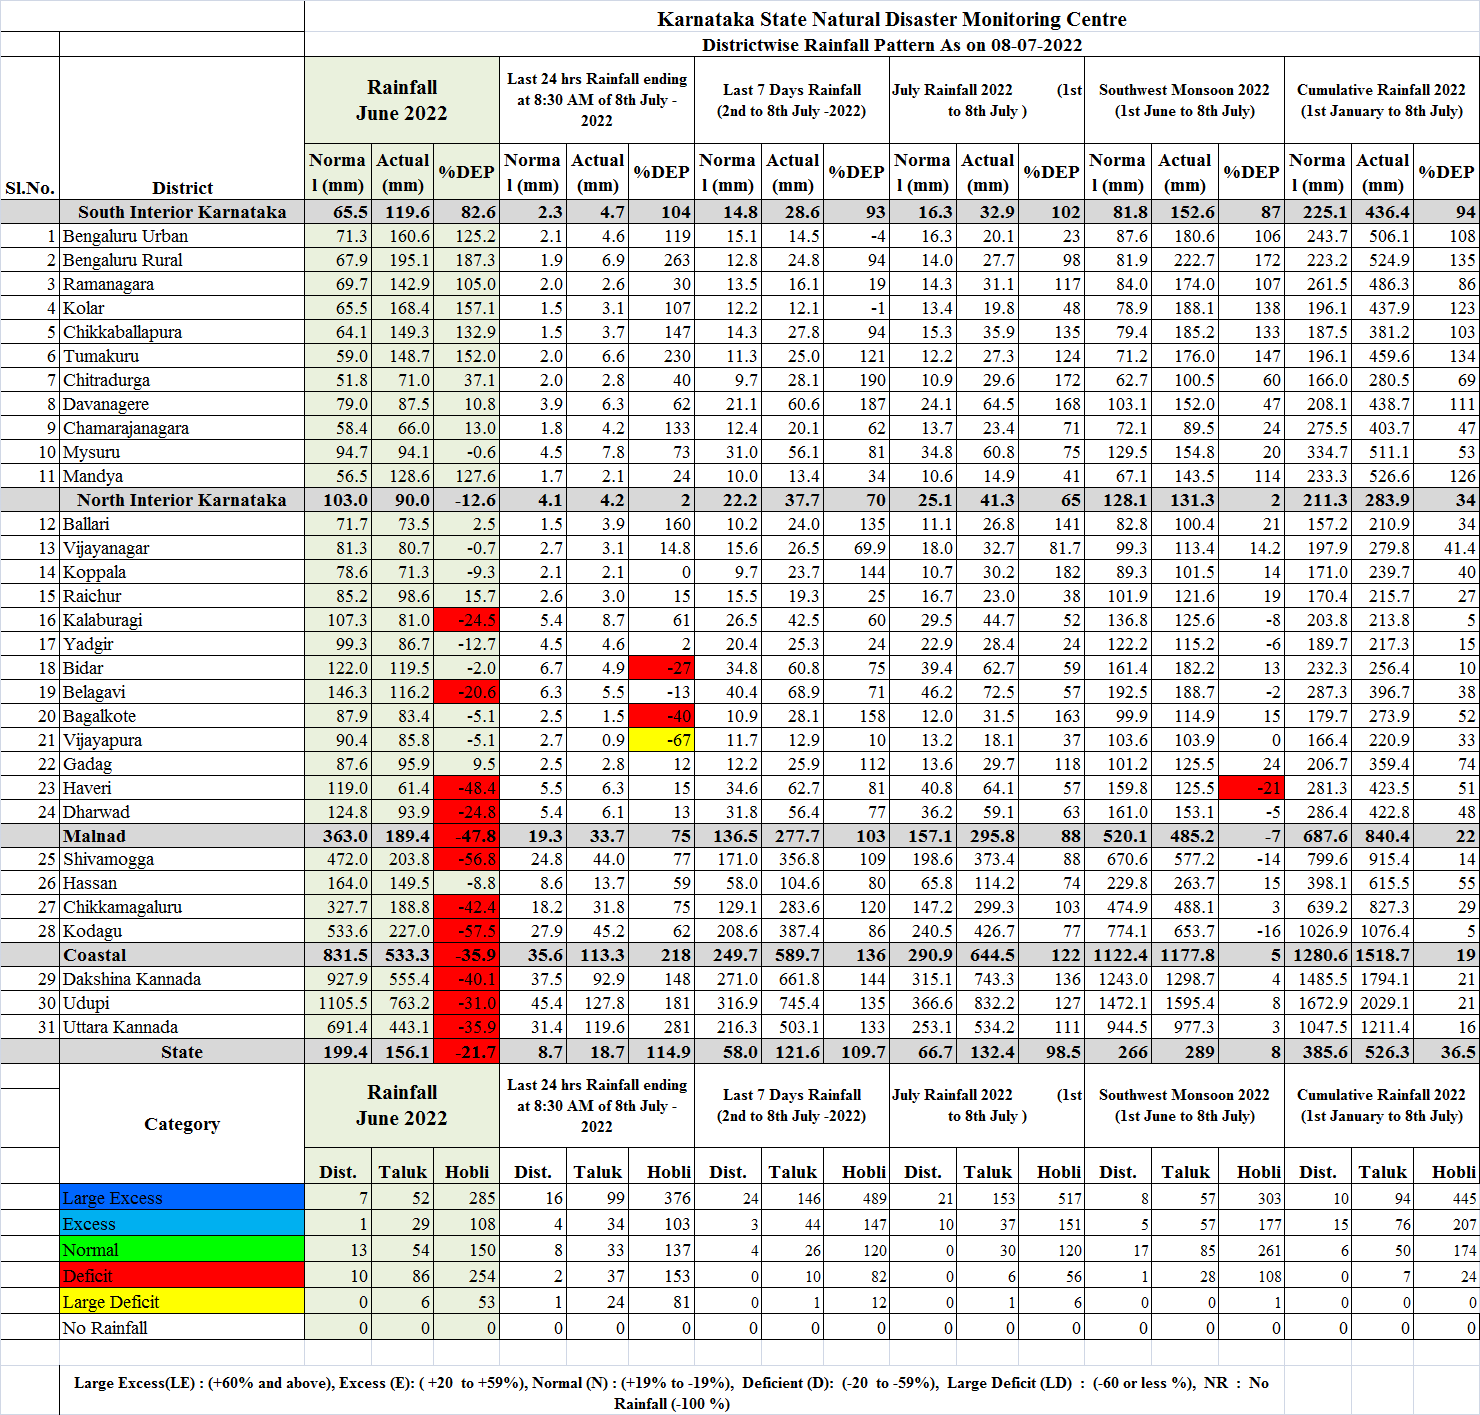 Karnataka State Natural Disaster Monitoring Centre
Districtwise Rainfall Pattern As on 08-07-2022
Sl.No. District Rainfall June 2022 Last 24 hrs Rainfall ending at 8:30 AM of 8th July - 2022 Last 7 Days Rainfall (2nd to 8th July -2022) July Rainfall 2022 (1st to 8th July ) Southwest Monsoon 2022 (1st June to 8th July) Cumulative Rainfall 2022 (1st January to 8th July)
Normal (mm) Actual (mm) %DEP Normal (mm) Actual (mm) %DEP Normal (mm) Actual (mm) %DEP Normal (mm) Actual (mm) %DEP Normal (mm) Actual (mm) %DEP Normal (mm) Actual (mm) %DEP
South Interior Karnataka 65.5 119.6 82.6 2.3 4.7 104 14.8 28.6 93 16.3 32.9 102 81.8 152.6 87 225.1 436.4 94
1 Bengaluru Urban 71.3 160.6 125.2 2.1 4.6 119 15.1 14.5 -4 16.3 20.1 23 87.6 180.6 106 243.7 506.1 108
2 Bengaluru Rural 67.9 195.1 187.3 1.9 6.9 263 12.8 24.8 94 14.0 27.7 98 81.9 222.7 172 223.2 524.9 135
3 Ramanagara 69.7 142.9 105.0 2.0 2.6 30 13.5 16.1 19 14.3 31.1 117 84.0 174.0 107 261.5 486.3 86
4 Kolar 65.5 168.4 157.1 1.5 3.1 107 12.2 12.1 -1 13.4 19.8 48 78.9 188.1 138 196.1 437.9 123
5 Chikkaballapura 64.1 149.3 132.9 1.5 3.7 147 14.3 27.8 94 15.3 35.9 135 79.4 185.2 133 187.5 381.2 103
6 Tumakuru 59.0 148.7 152.0 2.0 6.6 230 11.3 25.0 121 12.2 27.3 124 71.2 176.0 147 196.1 459.6 134
7 Chitradurga 51.8 71.0 37.1 2.0 2.8 40 9.7 28.1 190 10.9 29.6 172 62.7 100.5 60 166.0 280.5 69
8 Davanagere 79.0 87.5 10.8 3.9 6.3 62 21.1 60.6 187 24.1 64.5 168 103.1 152.0 47 208.1 438.7 111
9 Chamarajanagara 58.4 66.0 13.0 1.8 4.2 133 12.4 20.1 62 13.7 23.4 71 72.1 89.5 24 275.5 403.7 47
10 Mysuru 94.7 94.1 -0.6 4.5 7.8 73 31.0 56.1 81 34.8 60.8 75 129.5 154.8 20 334.7 511.1 53
11 Mandya 56.5 128.6 127.6 1.7 2.1 24 10.0 13.4 34 10.6 14.9 41 67.1 143.5 114 233.3 526.6 126
North Interior Karnataka 103.0 90.0 -12.6 4.1 4.2 2 22.2 37.7 70 25.1 41.3 65 128.1 131.3 2 211.3 283.9 34
12 Ballari 71.7 73.5 2.5 1.5 3.9 160 10.2 24.0 135 11.1 26.8 141 82.8 100.4 21 157.2 210.9 34
13 Vijayanagar 81.3 80.7 -0.7 2.7 3.1 14.8 15.6 26.5 69.9 18.0 32.7 81.7 99.3 113.4 14.2 197.9 279.8 41.4
14 Koppala 78.6 71.3 -9.3 2.1 2.1 0 9.7 23.7 144 10.7 30.2 182 89.3 101.5 14 171.0 239.7 40
15 Raichur 85.2 98.6 15.7 2.6 3.0 15 15.5 19.3 25 16.7 23.0 38 101.9 121.6 19 170.4 215.7 27
16 Kalaburagi 107.3 81.0 -24.5 5.4 8.7 61 26.5 42.5 60 29.5 44.7 52 136.8 125.6 -8 203.8 213.8 5
17 Yadgir 99.3 86.7 -12.7 4.5 4.6 2 20.4 25.3 24 22.9 28.4 24 122.2 115.2 -6 189.7 217.3 15
18 Bidar 122.0 119.5 -2.0 6.7 4.9 -27 34.8 60.8 75 39.4 62.7 59 161.4 182.2 13 232.3 256.4 10
19 Belagavi 146.3 116.2 -20.6 6.3 5.5 -13 40.4 68.9 71 46.2 72.5 57 192.5 188.7 -2 287.3 396.7 38
20 Bagalkote 87.9 83.4 -5.1 2.5 1.5 -40 10.9 28.1 158 12.0 31.5 163 99.9 114.9 15 179.7 273.9 52
21 Vijayapura 90.4 85.8 -5.1 2.7 0.9 -67 11.7 12.9 10 13.2 18.1 37 103.6 103.9 0 166.4 220.9 33
22 Gadag 87.6 95.9 9.5 2.5 2.8 12 12.2 25.9 112 13.6 29.7 118 101.2 125.5 24 206.7 359.4 74
23 Haveri 119.0 61.4 -48.4 5.5 6.3 15 34.6 62.7 81 40.8 64.1 57 159.8 125.5 -21 281.3 423.5 51
24 Dharwad 124.8 93.9 -24.8 5.4 6.1 13 31.8 56.4 77 36.2 59.1 63 161.0 153.1 -5 286.4 422.8 48
Malnad 363.0 189.4 -47.8 19.3 33.7 75 136.5 277.7 103 157.1 295.8 88 520.1 485.2 -7 687.6 840.4 22
25 Shivamogga 472.0 203.8 -56.8 24.8 44.0 77 171.0 356.8 109 198.6 373.4 88 670.6 577.2 -14 799.6 915.4 14
26 Hassan 164.0 149.5 -8.8 8.6 13.7 59 58.0 104.6 80 65.8 114.2 74 229.8 263.7 15 398.1 615.5 55
27 Chikkamagaluru 327.7 188.8 -42.4 18.2 31.8 75 129.1 283.6 120 147.2 299.3 103 474.9 488.1 3 639.2 827.3 29
28 Kodagu 533.6 227.0 -57.5 27.9 45.2 62 208.6 387.4 86 240.5 426.7 77 774.1 653.7 -16 1026.9 1076.4 5
Coastal 831.5 533.3 -35.9 35.6 113.3 218 249.7 589.7 136 290.9 644.5 122 1122.4 1177.8 5 1280.6 1518.7 19
29 Dakshina Kannada 927.9 555.4 -40.1 37.5 92.9 148 271.0 661.8 144 315.1 743.3 136 1243.0 1298.7 4 1485.5 1794.1 21
30 Udupi 1105.5 763.2 -31.0 45.4 127.8 181 316.9 745.4 135 366.6 832.2 127 1472.1 1595.4 8 1672.9 2029.1 21
31 Uttara Kannada 691.4 443.1 -35.9 31.4 119.6 281 216.3 503.1 133 253.1 534.2 111 944.5 977.3 3 1047.5 1211.4 16
State 199.4 156.1 -21.7 8.7 18.7 114.9 58.0 121.6 109.7 66.7 132.4 98.5 266 289 8 385.6 526.3 36.5
Category Rainfall June 2022 Last 24 hrs Rainfall ending at 8:30 AM of 8th July - 2022 Last 7 Days Rainfall (2nd to 8th July -2022) July Rainfall 2022 (1st to 8th July ) Southwest Monsoon 2022 (1st June to 8th July) Cumulative Rainfall 2022 (1st January to 8th July)
Dist. Taluk Hobli Dist. Taluk Hobli Dist. Taluk Hobli Dist. Taluk Hobli Dist. Taluk Hobli Dist. Taluk Hobli
Large Excess 7 52 285 16 99 376 24 146 489 21 153 517 8 57 303 10 94 445
Excess 1 29 108 4 34 103 3 44 147 10 37 151 5 57 177 15 76 207
Normal 13 54 150 8 33 137 4 26 120 0 30 120 17 85 261 6 50 174
Deficit 10 86 254 2 37 153 0 10 82 0 6 56 1 28 108 0 7 24
Large Deficit 0 6 53 1 24 81 0 1 12 0 1 6 0 0 1 0 0 0
No Rainfall 0 0 0 0 0 0 0 0 0 0 0 0 0 0 0 0 0 0
Large Excess(LE) : (+60% and above), Excess (E): ( +20 to +59%), Normal (N) : (+19% to -19%), Deficient (D): (-20 to -59%), Large Deficit (LD) : (-60 or less %), NR : No
Rainfall (-100 %)